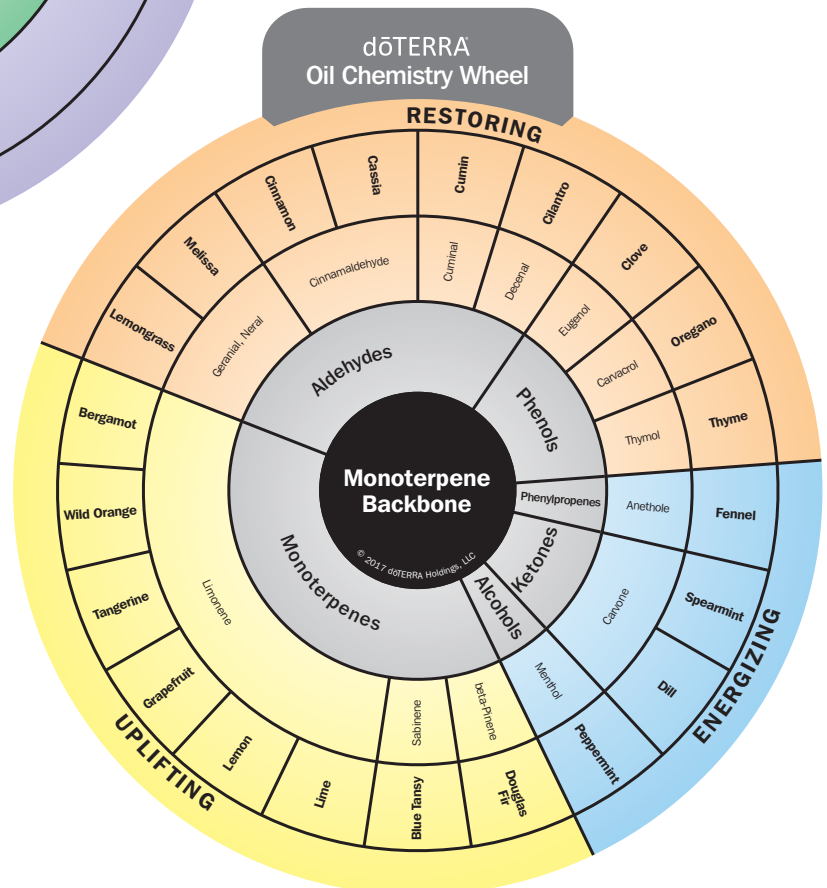 dōTERRA
Oil Chemistry Wheel
RESTORING
Lemongrass
Melissa
Cinnamon
Cassia
Cumin
Cilantro
Clove
Oregano
Thyme
Geranial, Neral
Cinnamaldehyde
Cuminal
Decenal
Eugenol
Carvacrol
Thymol
Aldehydes
Phenols
Monoterpene
Backbone
© 2017 dōTERRA Holdings, LLC
Phenylpropenes
Ketones
Alcohols
Monoterpenes
Anethole
Carvone
Menthol
Fennel
Spearmint
Dill
Peppermint
ENERGIZING
beta-Pinene
Sabinene
Limonene
Douglas
Fir
Blue Tansy
Lime
Lemon
Grapefruit
Tangerine
Wild Orange
Bergamot
UPLIFTING